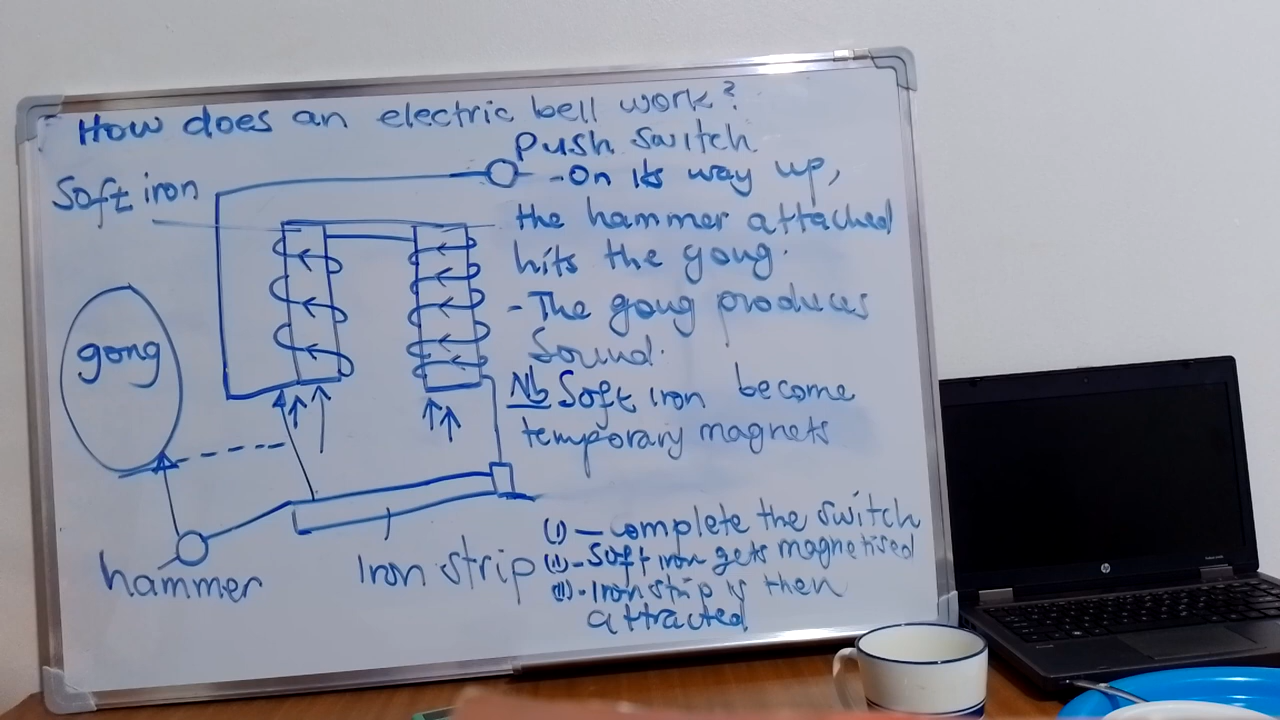 How does an electric bell work?
Push switch
Soft iron
- On its way up,
the hammer attached
hits the gong.
- The gong produces
Sound.
gong
Nb Soft iron become
temporary magnets
(i) - complete the switch
(ii) - Soft iron gets magnetised
(iii) - Iron strip is then
attracted
Iron strip
hammer
hp